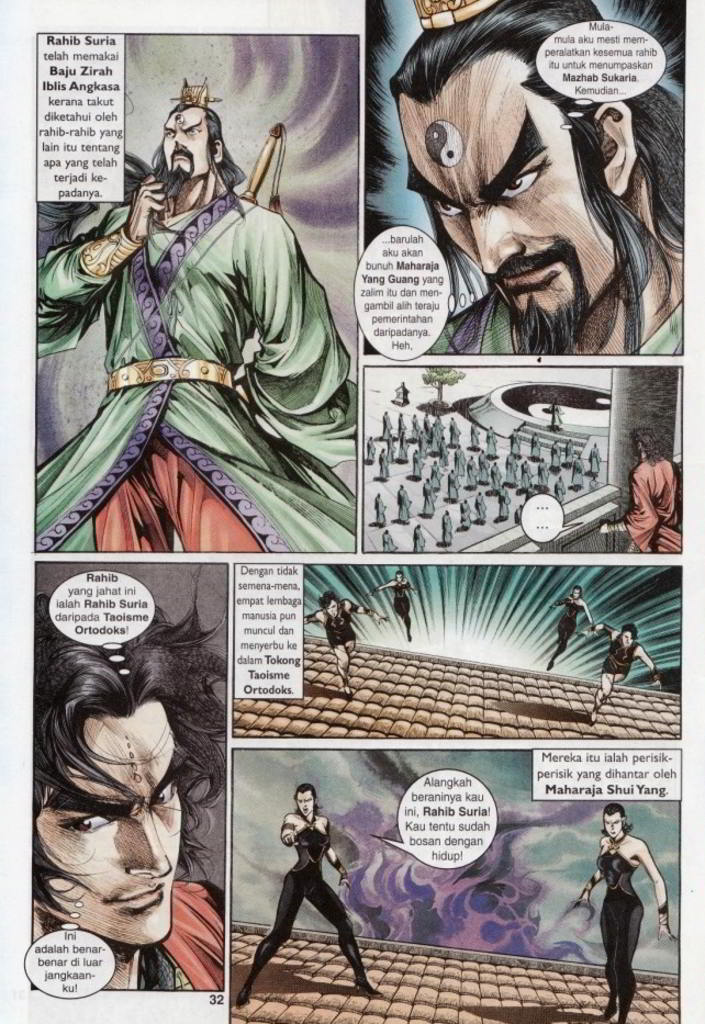 Rahib Suria
telah memakai
Baju Zirah
Iblis Angkasa
kerana takut
diketahui oleh
rahib-rahib yang
lain itu tentang
apa yang telah
terjadi ke-
padanya.
Mula-
mula aku mesti mem-
peralatkan kesemua rahib
itu untuk menumpaskan
Mazhab Sukaria.
Kemudian...
...barulah
aku akan
bunuh Maharaja
Yang Guang yang
zalim itu dan men-
gambil alih teraju
pemerintahan
daripadanya.
Heh,
...
...
Rahib
yang jahat ini
ialah Rahib Suria
daripada Taoisme
Ortodoks!
Ini
adalah benar-
benar di luar
jangkaan-
ku!
Dengan tidak
semena-mena,
empat lembaga
manusia pun
muncul dan
menyerbu ke
dalam Tokong
Taoisme
Ortodoks.
Mereka itu ialah perisik-
perisik yang dihantar oleh
Maharaja Shui Yang.
Alangkah
beraninya kau
ini, Rahib Suria!
Kau tentu sudah
bosan dengan
hidup!
32